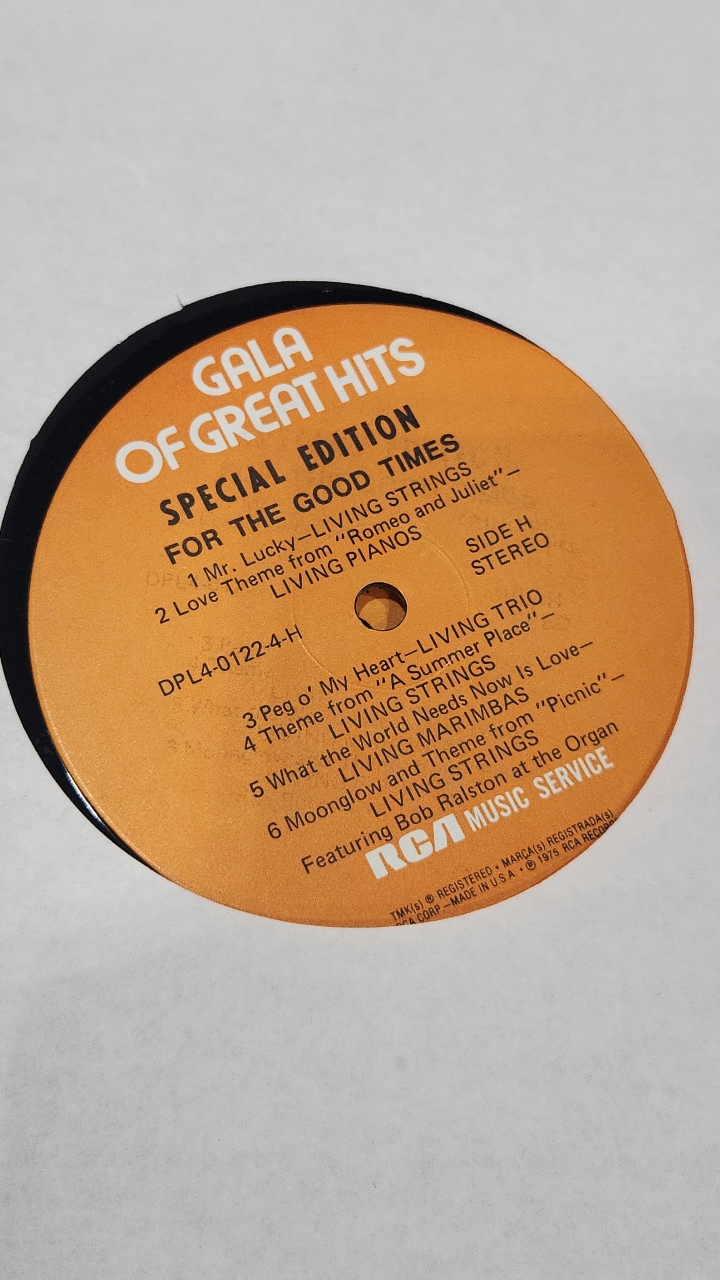 GALA
OF GREAT HITS
SPECIAL EDITION
FOR THE GOOD TIMES
1 Mr. Lucky—LIVING STRINGS
2 Love Theme from "Romeo and Juliet"—
LIVING PIANOS
SIDE H
STEREO
DPL4-0122-4-H
3 Peg o' My Heart—LIVING TRIO
4 Theme from "A Summer Place"—
LIVING STRINGS
5 What the World Needs Now Is Love—
LIVING MARIMBAS
6 Moonglow and Theme from "Picnic"—
LIVING STRINGS
Featuring Bob Ralston at the Organ
RCA MUSIC SERVICE
TMK(s) ® REGISTERED • MARCA(s) REGISTRADA(s)
RCA CORP.—MADE IN U.S.A. • ℗ 1975 RCA RECORDS